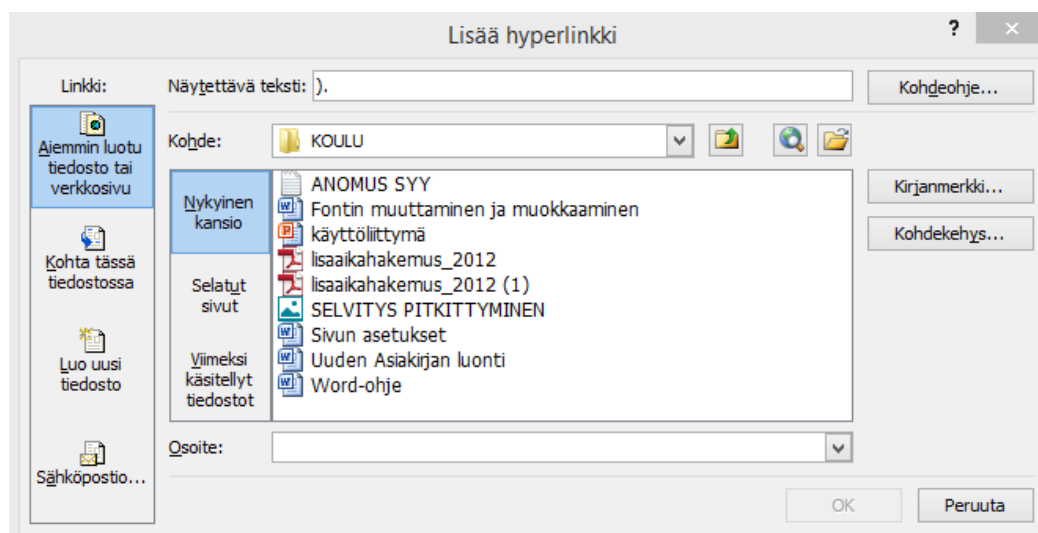 Lisää hyperlinkki
?
Linkki:
Näytettävä teksti: ).
Kohdeohje...
Aiemmin luotu
tiedosto tai
verkkosivu
Kohde:
KOULU
Nykyinen
kansio
ANOMUS SYY
Fontin muuttaminen ja muokkaaminen
käyttöliittymä
lisaaikahakemus_2012
lisaaikahakemus_2012 (1)
SELVITYS PITKITTYMINEN
Sivun asetukset
Uuden Asiakirjan luonti
Word-ohje
Kirjanmerkki...
Kohdekehys...
Kohta tässä
tiedostossa
Selatut
sivut
Luo uusi
tiedosto
Viimeksi
käsitellyt
tiedostot
Sähköpostio...
Osoite:
OK
Peruuta